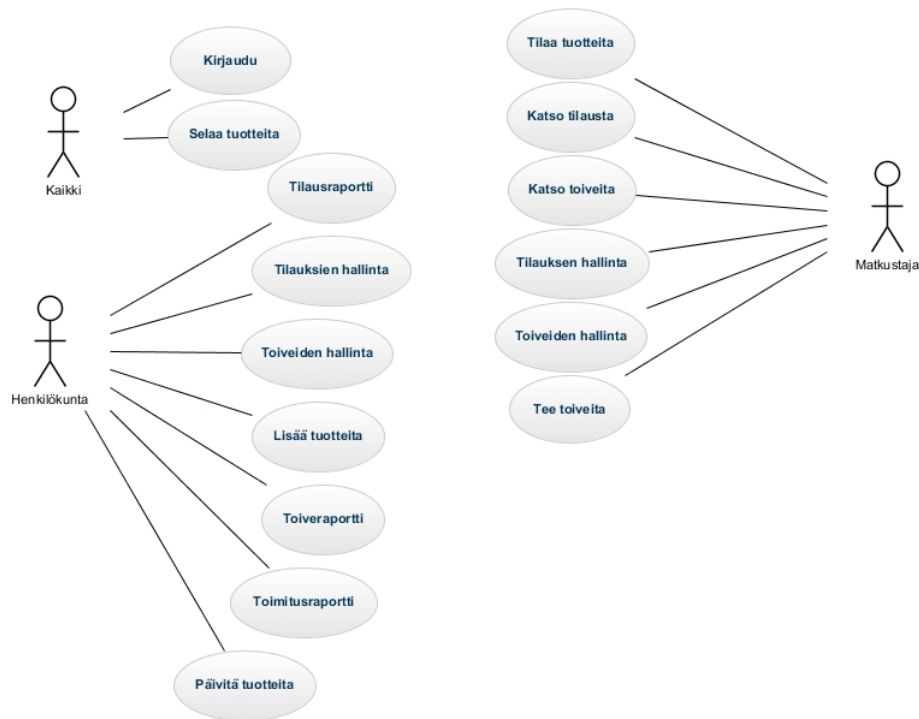 Kirjaudu
Selaa tuotteita
Kaikki
Tilausraportti
Tilauksien hallinta
Toiveiden hallinta
Henkilökunta
Lisää tuotteita
Toiveraportti
Toimitusraportti
Päivitä tuotteita
Tilaa tuotteita
Katso tilausta
Katso toiveita
Tilauksen hallinta
Matkustaja
Toiveiden hallinta
Tee toiveita